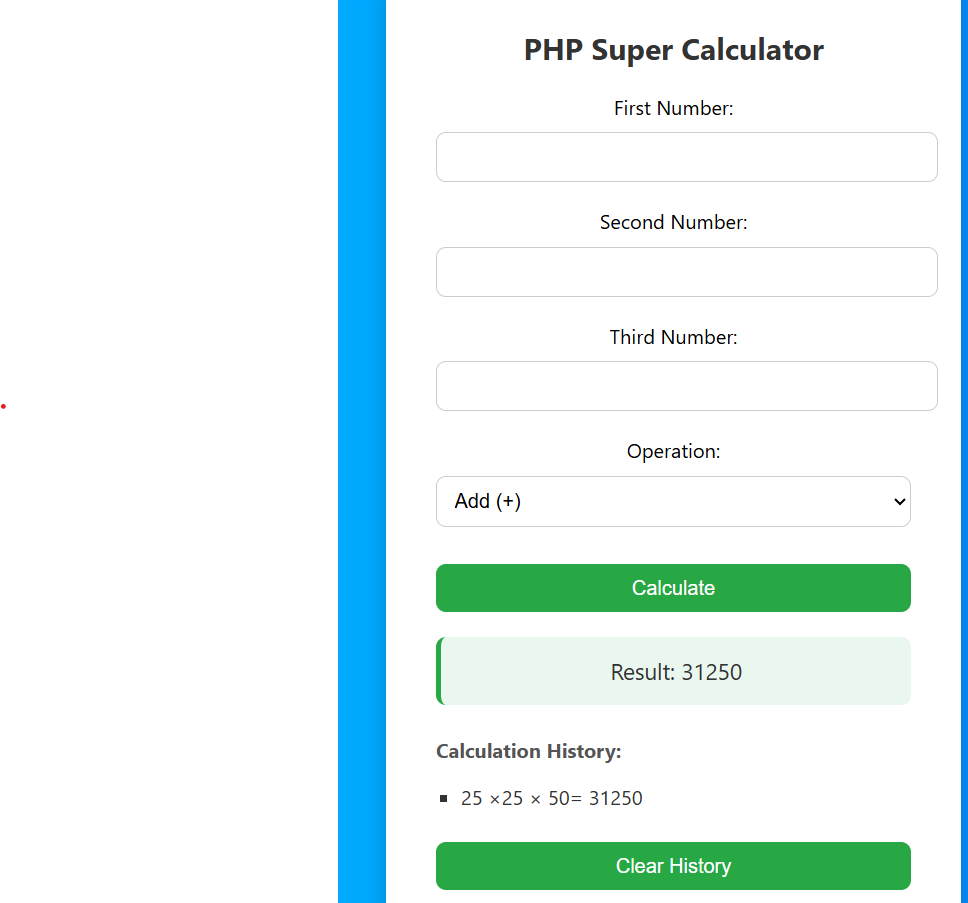 PHP Super Calculator
First Number:
Second Number:
Third Number:
Operation:
Add (+)
Calculate
Result: 31250
Calculation History:
25 ×25 × 50= 31250
Clear History